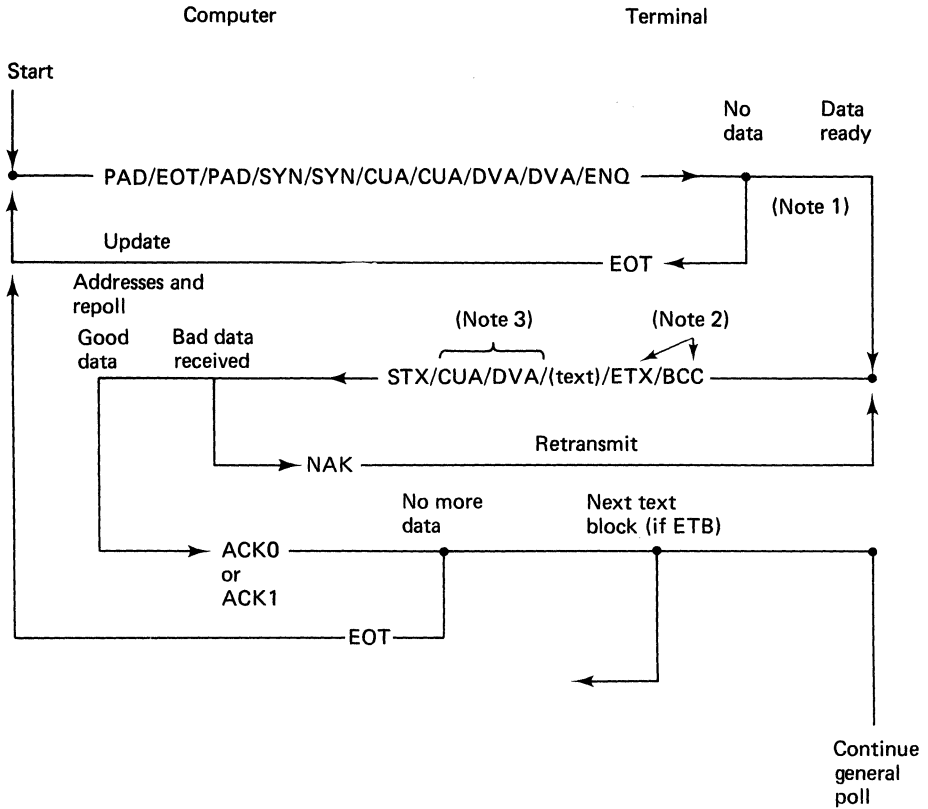 Computer
Terminal
Start
No
data
Data
ready
PAD/EOT/PAD/SYN/SYN/CUA/CUA/DVA/DVA/ENQ
(Note 1)
Update
EOT
Addresses and
repoll
Good
data
Bad data
received
(Note 3)
(Note 2)
STX/CUA/DVA/(text)/ETX/BCC
Retransmit
NAK
No more
data
Next text
block (if ETB)
ACK0
or
ACK1
EOT
Continue
general
poll